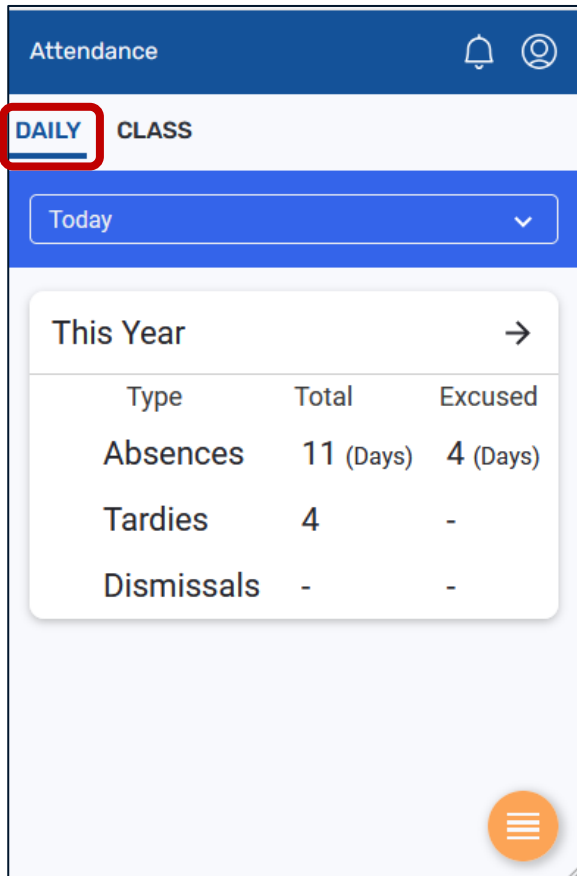 Attendance
DAILY CLASS
Today
This Year
Type Total Excused
Absences 11 (Days) 4 (Days)
Tardies 4 -
Dismissals - -